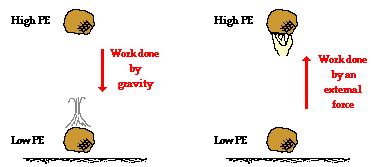 High PE
Work done
by
gravity
Low PE
High PE
Work done
by an
external
force
Low PE